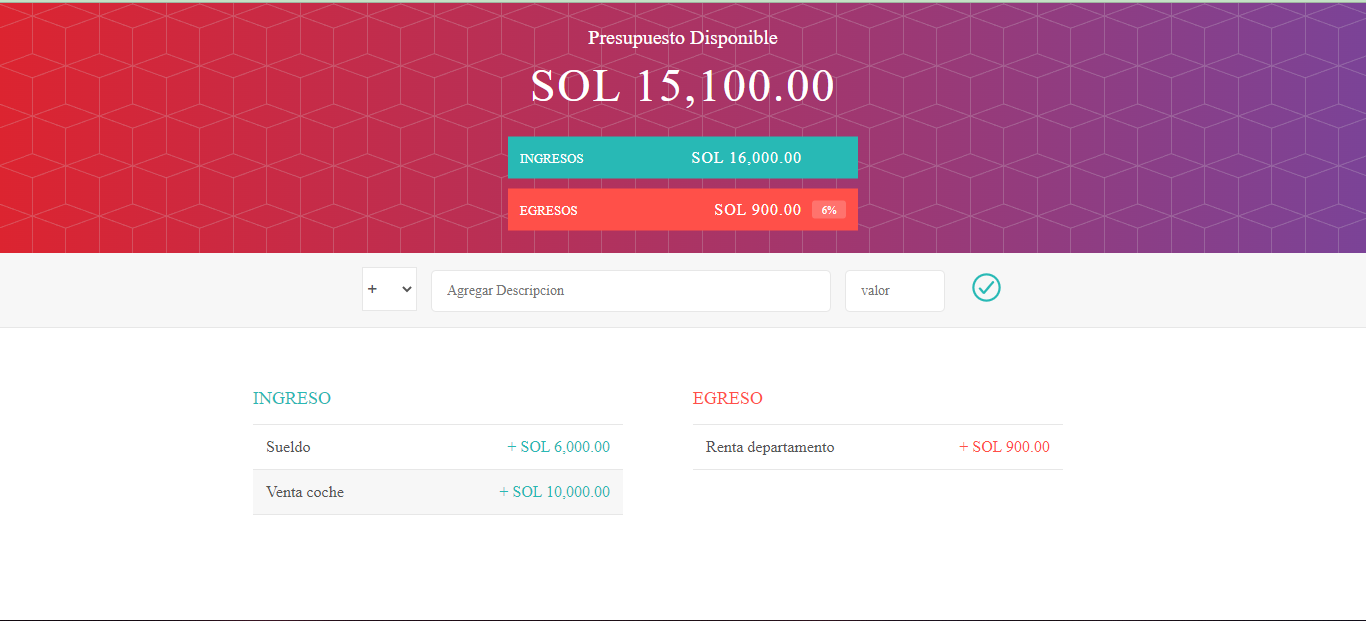 Presupuesto Disponible
SOL 15,100.00
INGRESOS SOL 16,000.00
EGRESOS SOL 900.00 6%
+ Agregar Descripcion valor
INGRESO
Sueldo + SOL 6,000.00
Venta coche + SOL 10,000.00
EGRESO
Renta departamento + SOL 900.00